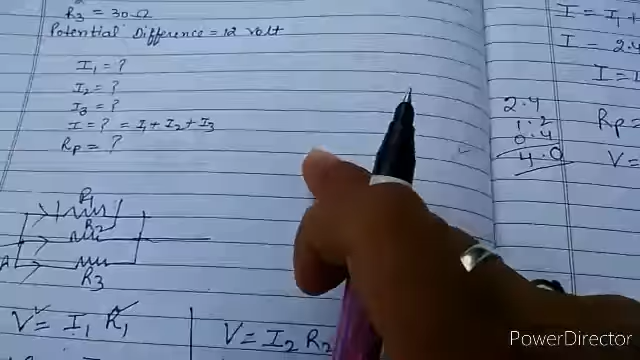 R3 = 30Ω
Potential Difference = 12 volt
I1 = ?
I2 = ?
I3 = ?
I = ? = I1 + I2 + I3
Rp = ?
R1
R2
R3
A
V = I1 R1
V = I2 R2
I = I1 +
I = 2.4
I =
2.4
1.2
0.4
4.0
Rp =
V =
PowerDirector